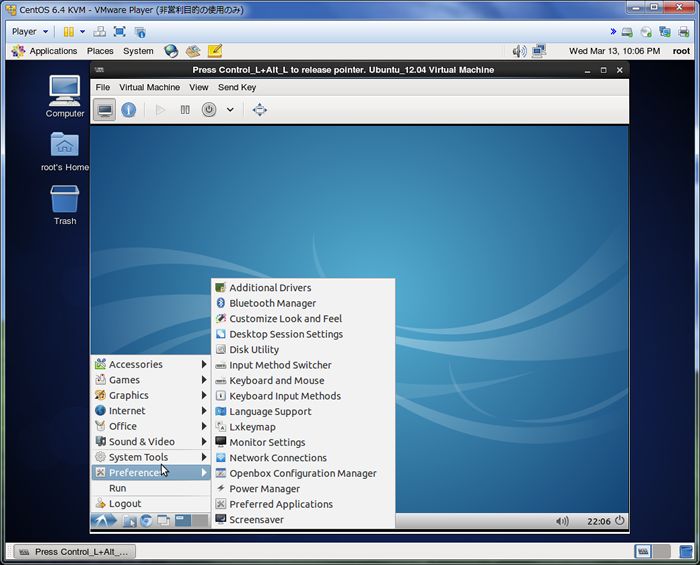 CentOS 6.4 KVM - VMware Player (非営利目的の使用のみ)
Player
Applications Places System Wed Mar 13, 10:06 PM root
Press Control_L+Alt_L to release pointer. Ubuntu_12.04 Virtual Machine
File Virtual Machine View Send Key
Computer
root's Home
Trash
Additional Drivers
Bluetooth Manager
Customize Look and Feel
Desktop Session Settings
Disk Utility
Input Method Switcher
Keyboard and Mouse
Keyboard Input Methods
Language Support
Lxkeymap
Monitor Settings
Network Connections
Openbox Configuration Manager
Power Manager
Preferred Applications
Screensaver
Accessories
Games
Graphics
Internet
Office
Sound & Video
System Tools
Preferences
Run
Logout
22:06
Press Control_L+Alt_...